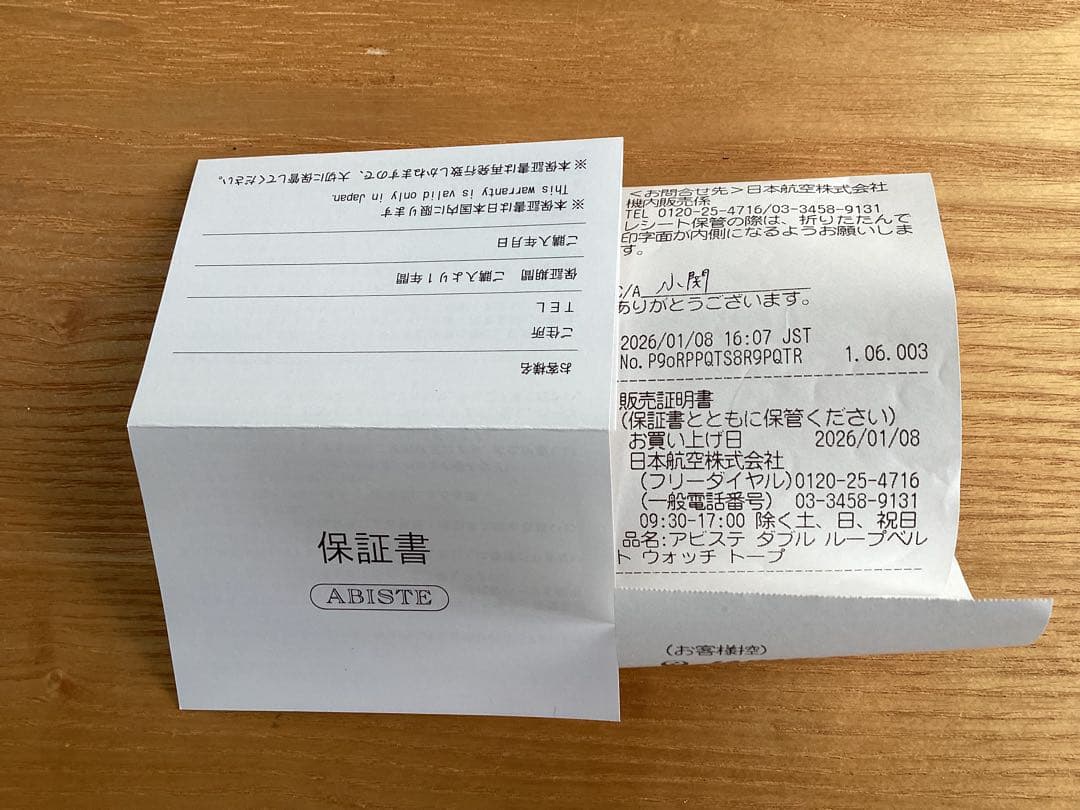 ※本保証書は再発行致しかねますので、大切に保管してください。
This warranty is valid only in Japan.
※本保証書は日本国内に限ります
ご購入年月日
保証期間 ご購入より1年間
TEL
ご住所
お客様名
保証書
ABISTE
<お問合せ先>日本航空株式会社
機内販売係
TEL 0120-25-4716/03-3458-9131
レシート保管の際は、折りたたんで
印字面が内側になるようお願いしま
す。
C/A 小関
ありがとうございます。
2026/01/08 16:07 JST
No.P9oRPPQTS8R9PQTR 1.06.003
販売証明書
(保証書とともに保管ください)
お買い上げ日 2026/01/08
日本航空株式会社
(フリーダイヤル)0120-25-4716
(一般電話番号) 03-3458-9131
09:30-17:00 除く土、日、祝日
品名:アビステ ダブル ループベル
ト ウォッチ トープ
(お客様控)